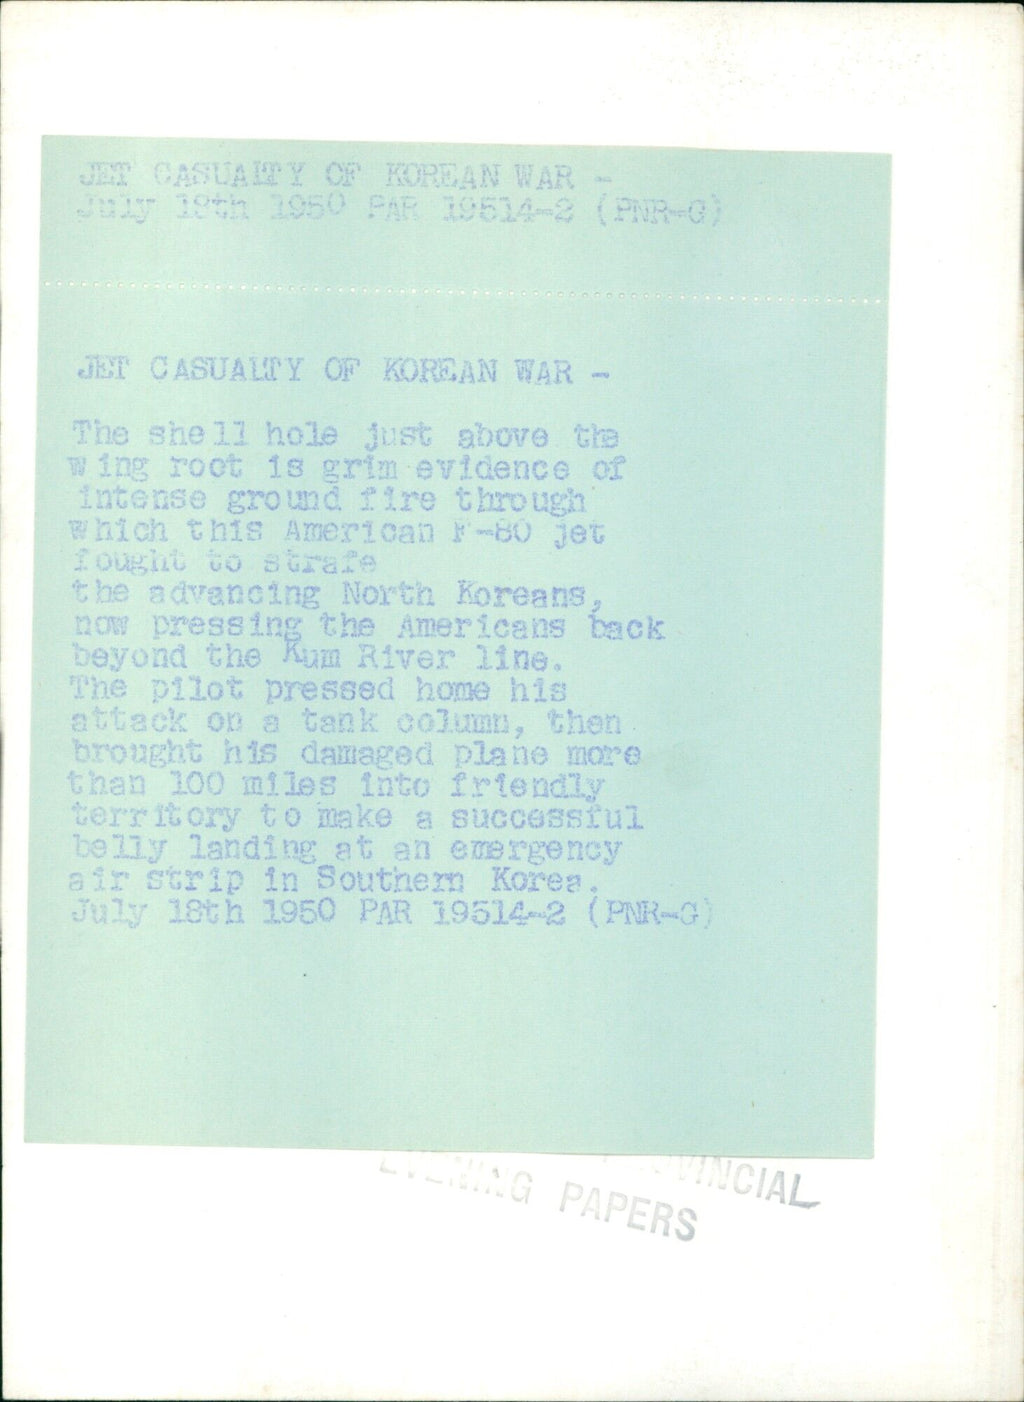 JET CASUALTY OF KOREAN WAR -
July 18th 1950 PAR 19514-2 (PNR-G)
JET CASUALTY OF KOREAN WAR -
The shell hole just above the
wing root is grim evidence of
intense ground fire through
which this American F-80 jet
fought to strafe
the advancing North Koreans,
now pressing the Americans back
beyond the Kum River line.
The pilot pressed home his
attack on a tank column, then
brought his damaged plane more
than 100 miles into friendly
territory to make a successful
belly landing at an emergency
air strip in Southern Korea.
July 18th 1950 PAR 19514-2 (PNR-G)
EVENING PAPERS